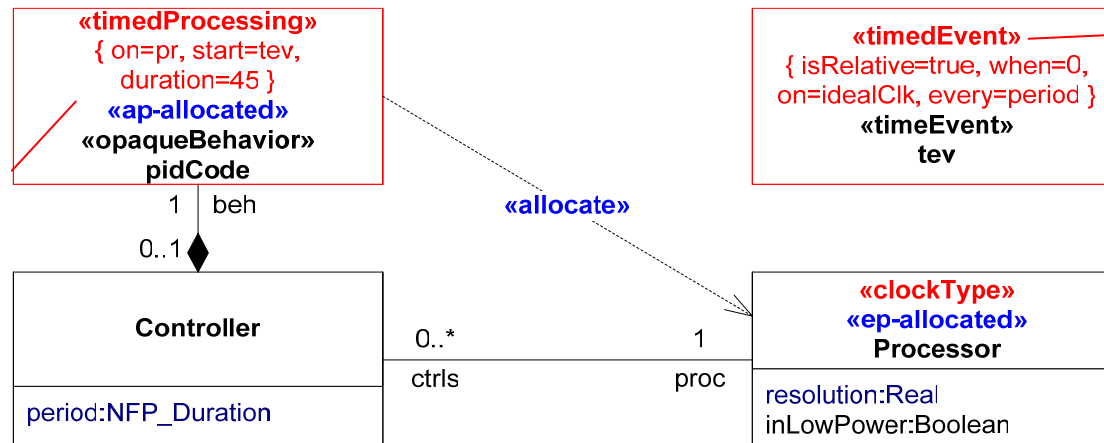 «timedProcessing»
{ on=pr, start=tev,
duration=45 }
«ap-allocated»
«opaqueBehavior»
pidCode
«timedEvent»
{ isRelative=true, when=0,
on=idealClk, every=period }
«timeEvent»
tev
1
beh
«allocate»
0..1
Controller
period:NFP_Duration
0..*
ctrls
1
proc
«clockType»
«ep-allocated»
Processor
resolution:Real
inLowPower:Boolean